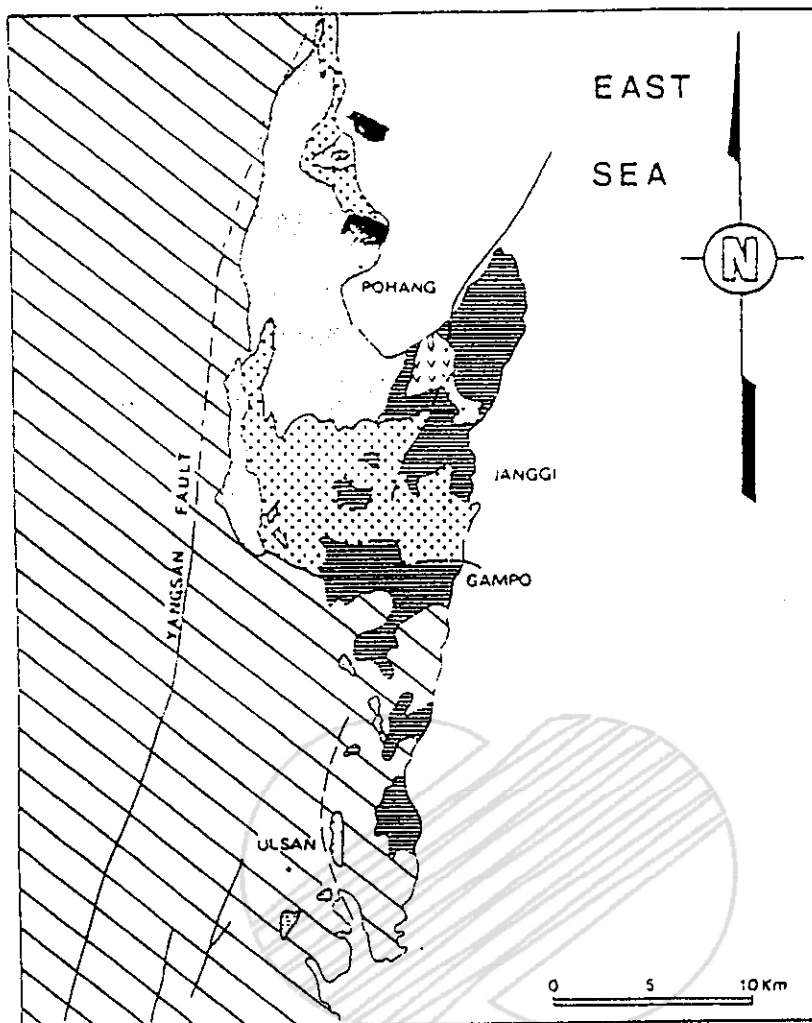 EAST
SEA
N
POHANG
JANGGI
YANGSAN FAULT
GAMPO
ULSAN
0 5 10 Km